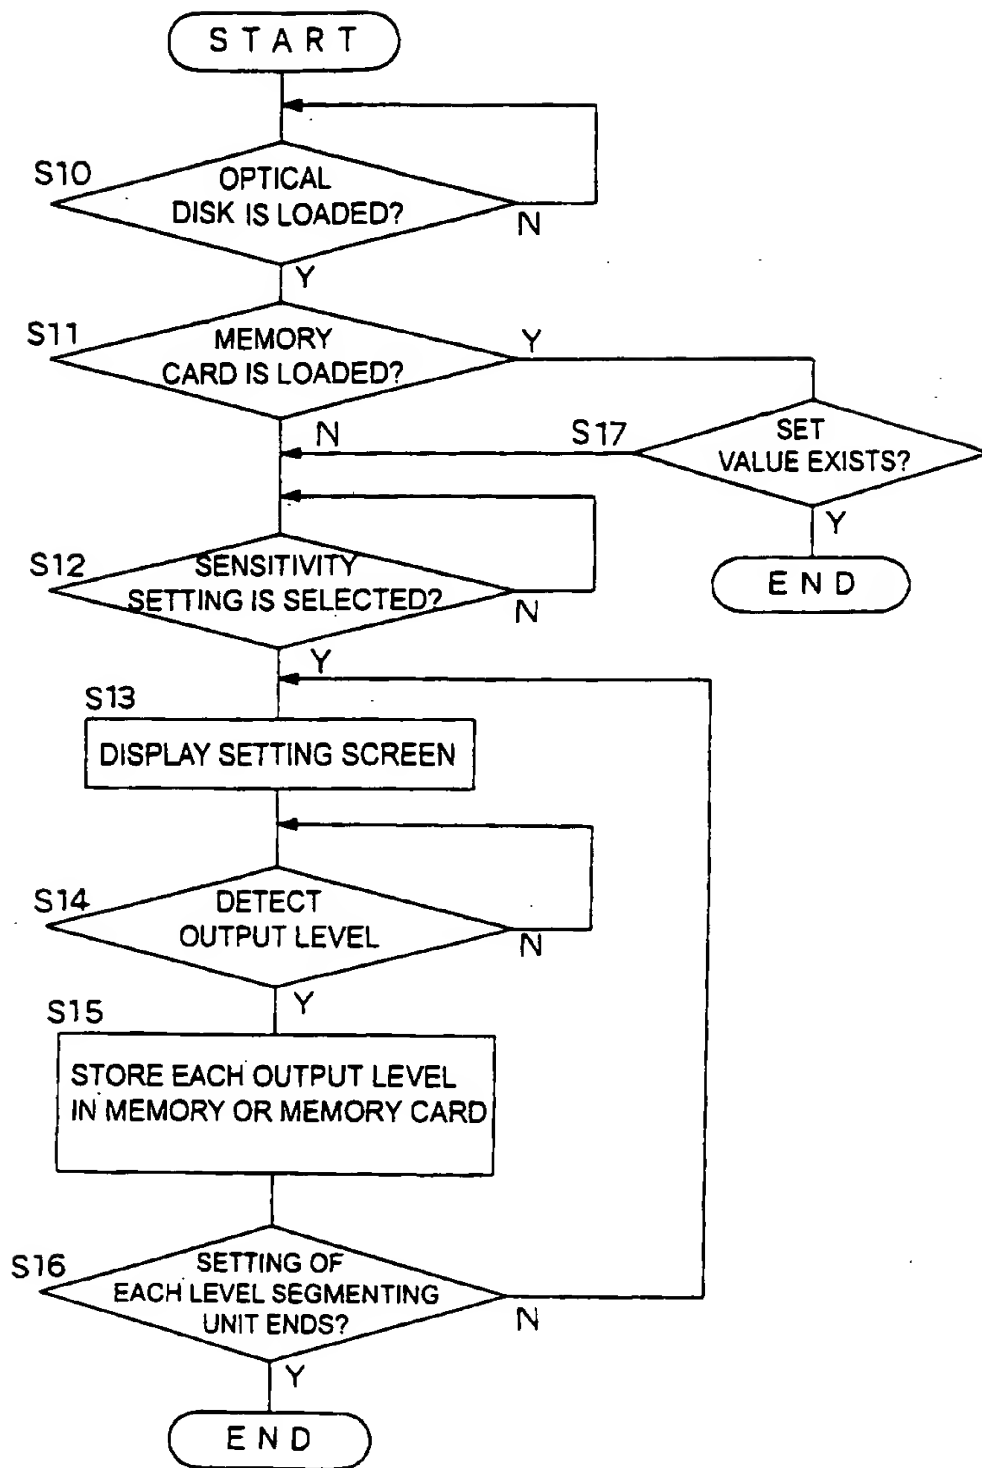 START
S10
OPTICAL
DISK IS LOADED?
N
Y
S11
MEMORY
CARD IS LOADED?
Y
N
S17
SET
VALUE EXISTS?
Y
END
S12
SENSITIVITY
SETTING IS SELECTED?
N
Y
S13
DISPLAY SETTING SCREEN
S14
DETECT
OUTPUT LEVEL
N
Y
S15
STORE EACH OUTPUT LEVEL
IN MEMORY OR MEMORY CARD
S16
SETTING OF
EACH LEVEL SEGMENTING
UNIT ENDS?
N
Y
END